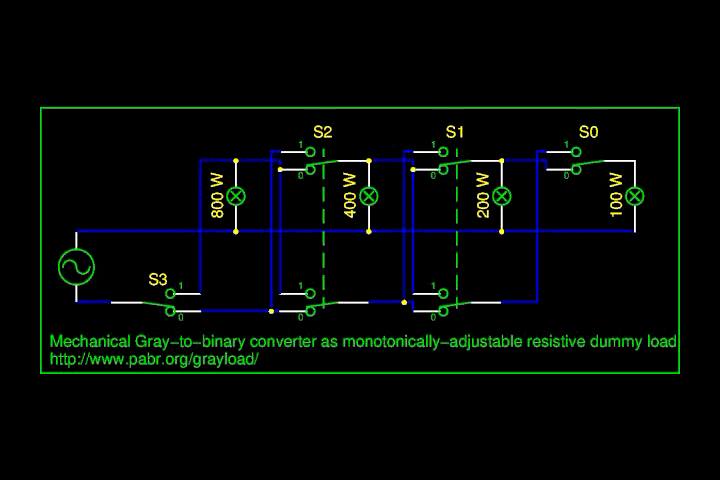 S2
S1
S0
1
1
1
0
0
0
800 W
400 W
200 W
100 W
S3
1
1
1
0
0
0
Mechanical Gray-to-binary converter as monotonically-adjustable resistive dummy load
http://www.pabr.org/grayload/